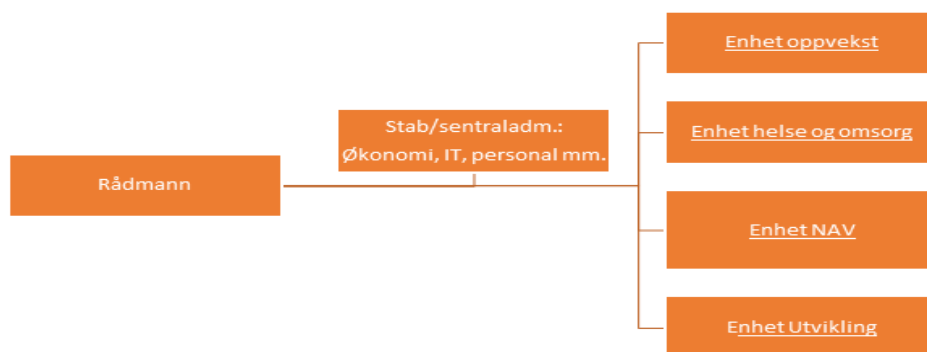 Enhet oppvekst
Stab/sentraladm.:
Økonomi, IT, personal mm.
Enhet helse og omsorg
Rådmann
Enhet NAV
Enhet Utvikling